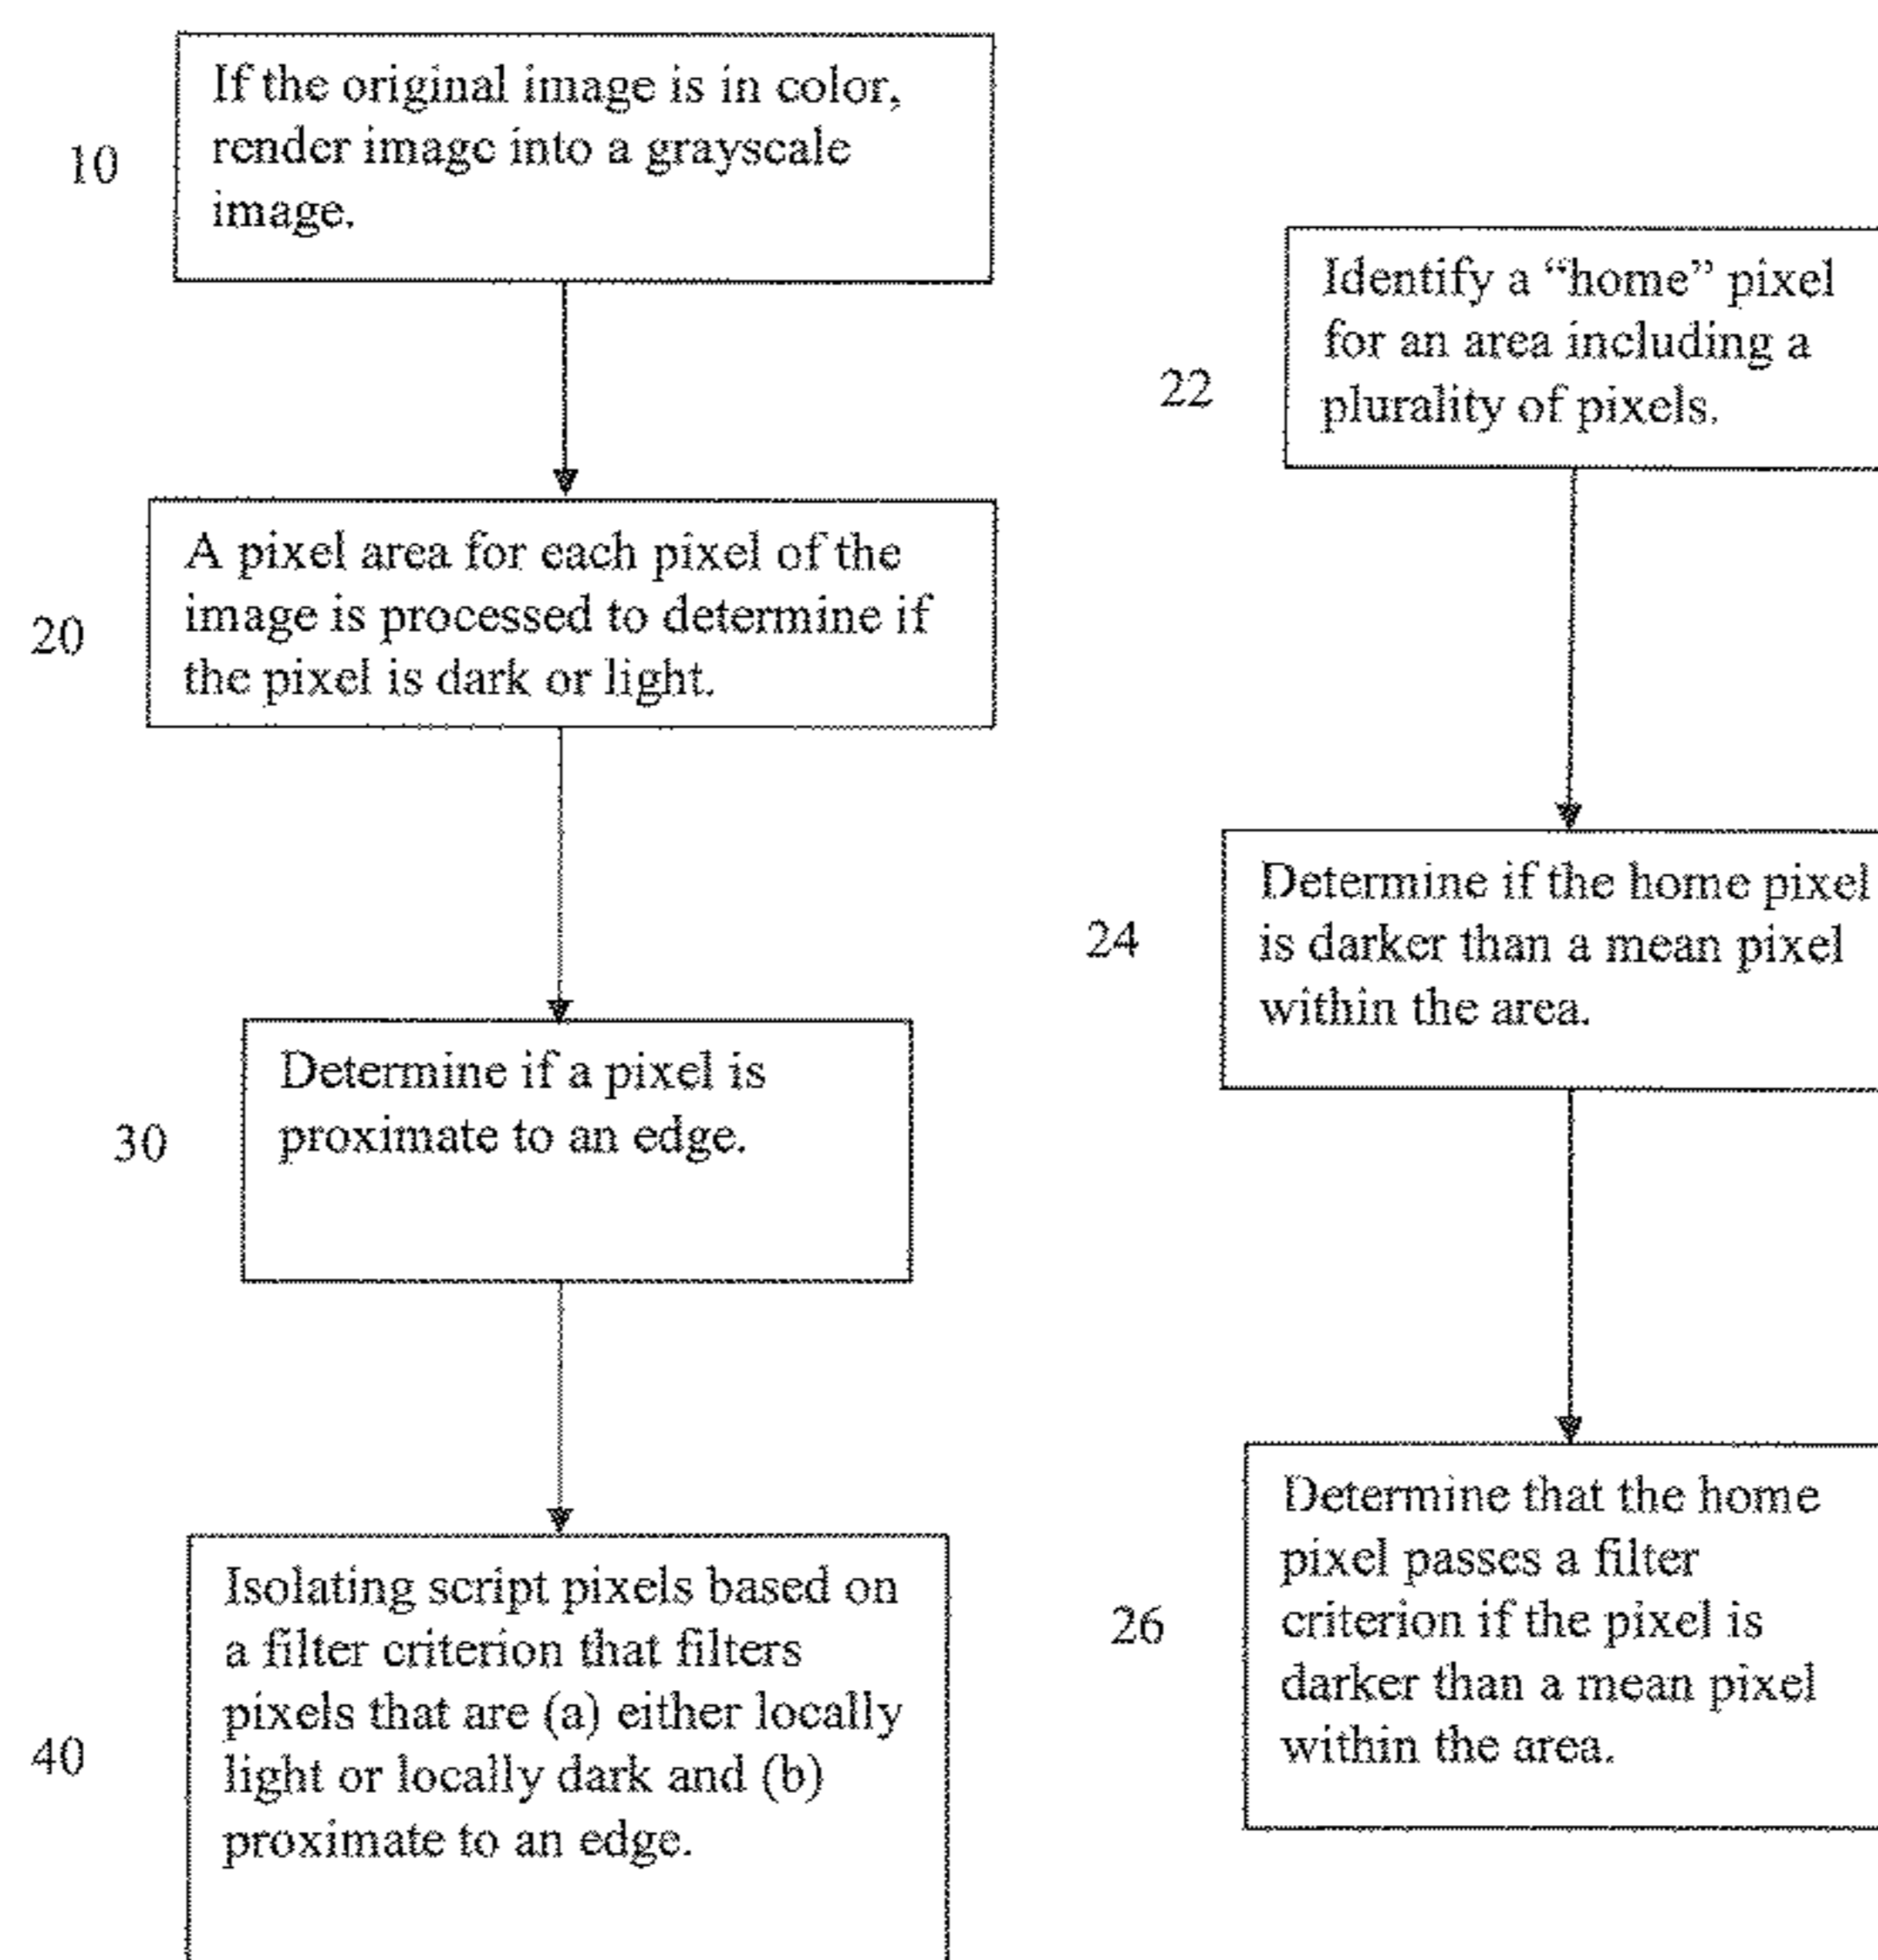 10
If the original image is in color,
render image into a grayscale
image.
20
A pixel area for each pixel of the
image is processed to determine if
the pixel is dark or light.
30
Determine if a pixel is
proximate to an edge.
40
Isolating script pixels based on
a filter criterion that filters
pixels that are (a) either locally
light or locally dark and (b)
proximate to an edge.
22
Identify a “home” pixel
for an area including a
plurality of pixels.
24
Determine if the home pixel
is darker than a mean pixel
within the area.
26
Determine that the home
pixel passes a filter
criterion if the pixel is
darker than a mean pixel
within the area.